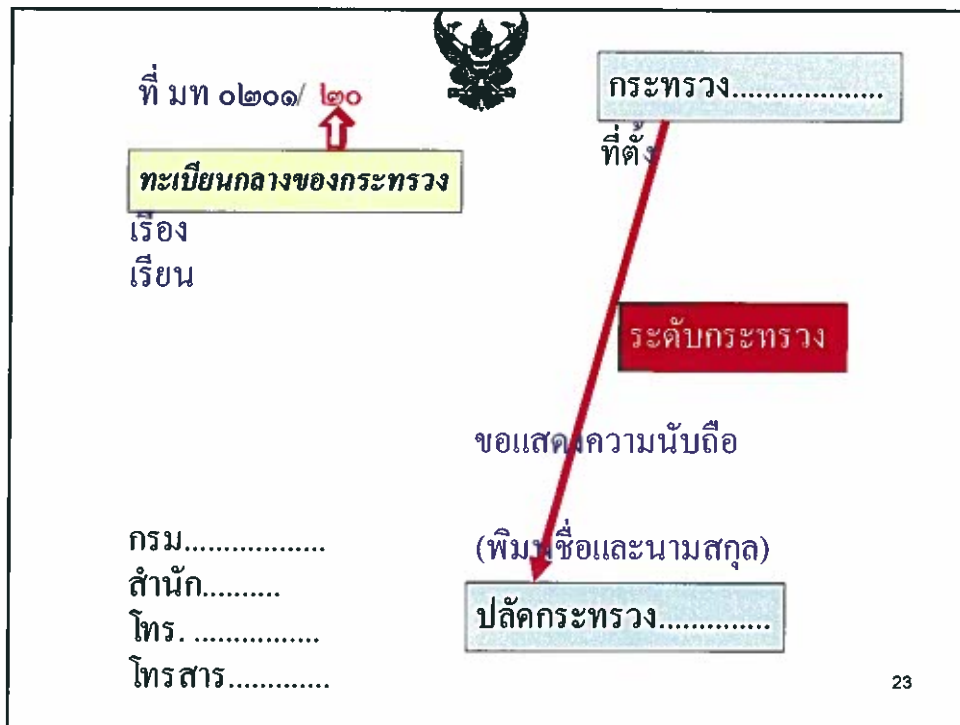 ที่ มท ๐๒๐๑/ ๒๐
กระทรวง...................
ที่ตั้ง
ทะเบียนกลางของกระทรวง
เรื่อง
เรียน
ระดับกระทรวง
ขอแสดงความนับถือ
(พิมพ์ชื่อและนามสกุล)
ปลัดกระทรวง..............
กรม..................
สำนัก..........
โทร. ................
โทรสาร.............
23